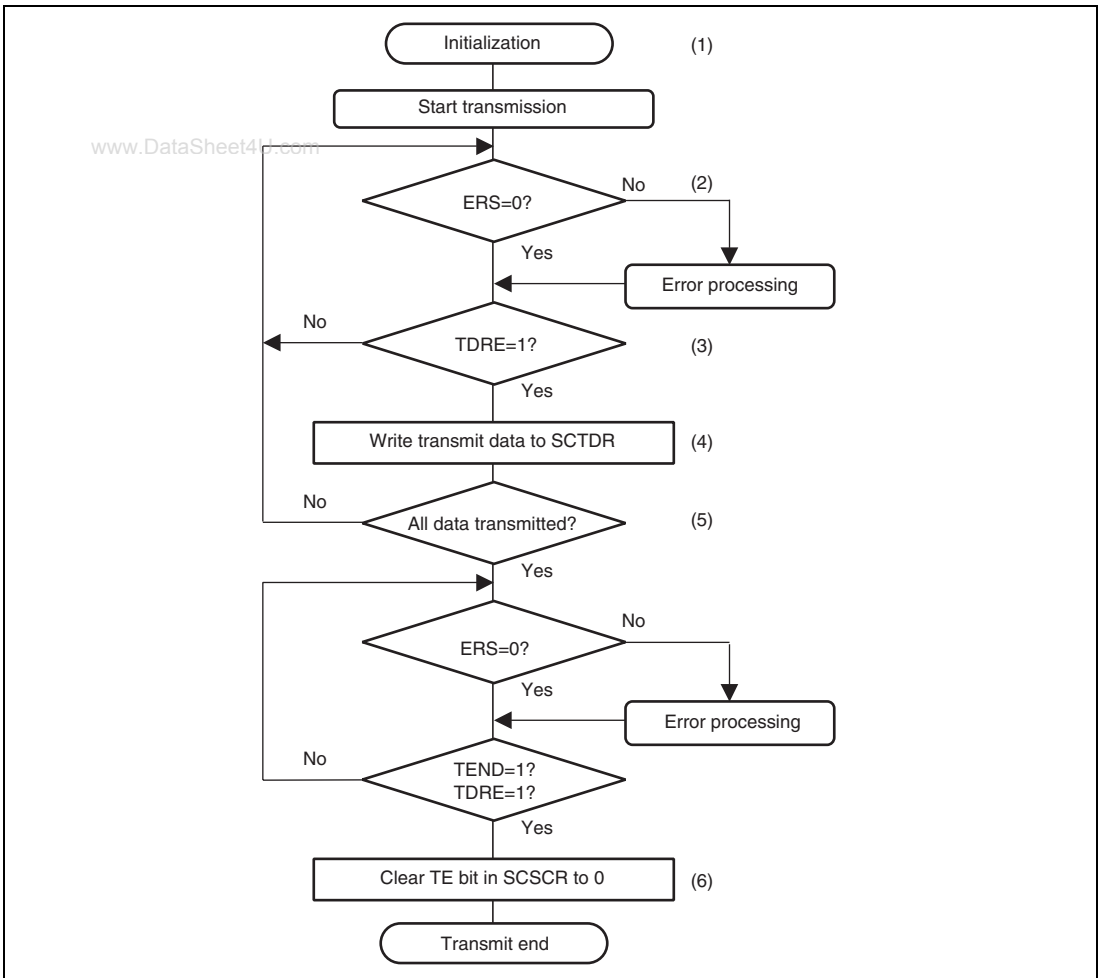 Initialization
(1)
Start transmission
www.DataSheet4U.com
No
(2)
ERS=0?
Yes
Error processing
No
TDRE=1?
(3)
Yes
Write transmit data to SCTDR
(4)
No
All data transmitted?
(5)
Yes
No
ERS=0?
Yes
Error processing
No
TEND=1?
TDRE=1?
Yes
Clear TE bit in SCSCR to 0
(6)
Transmit end